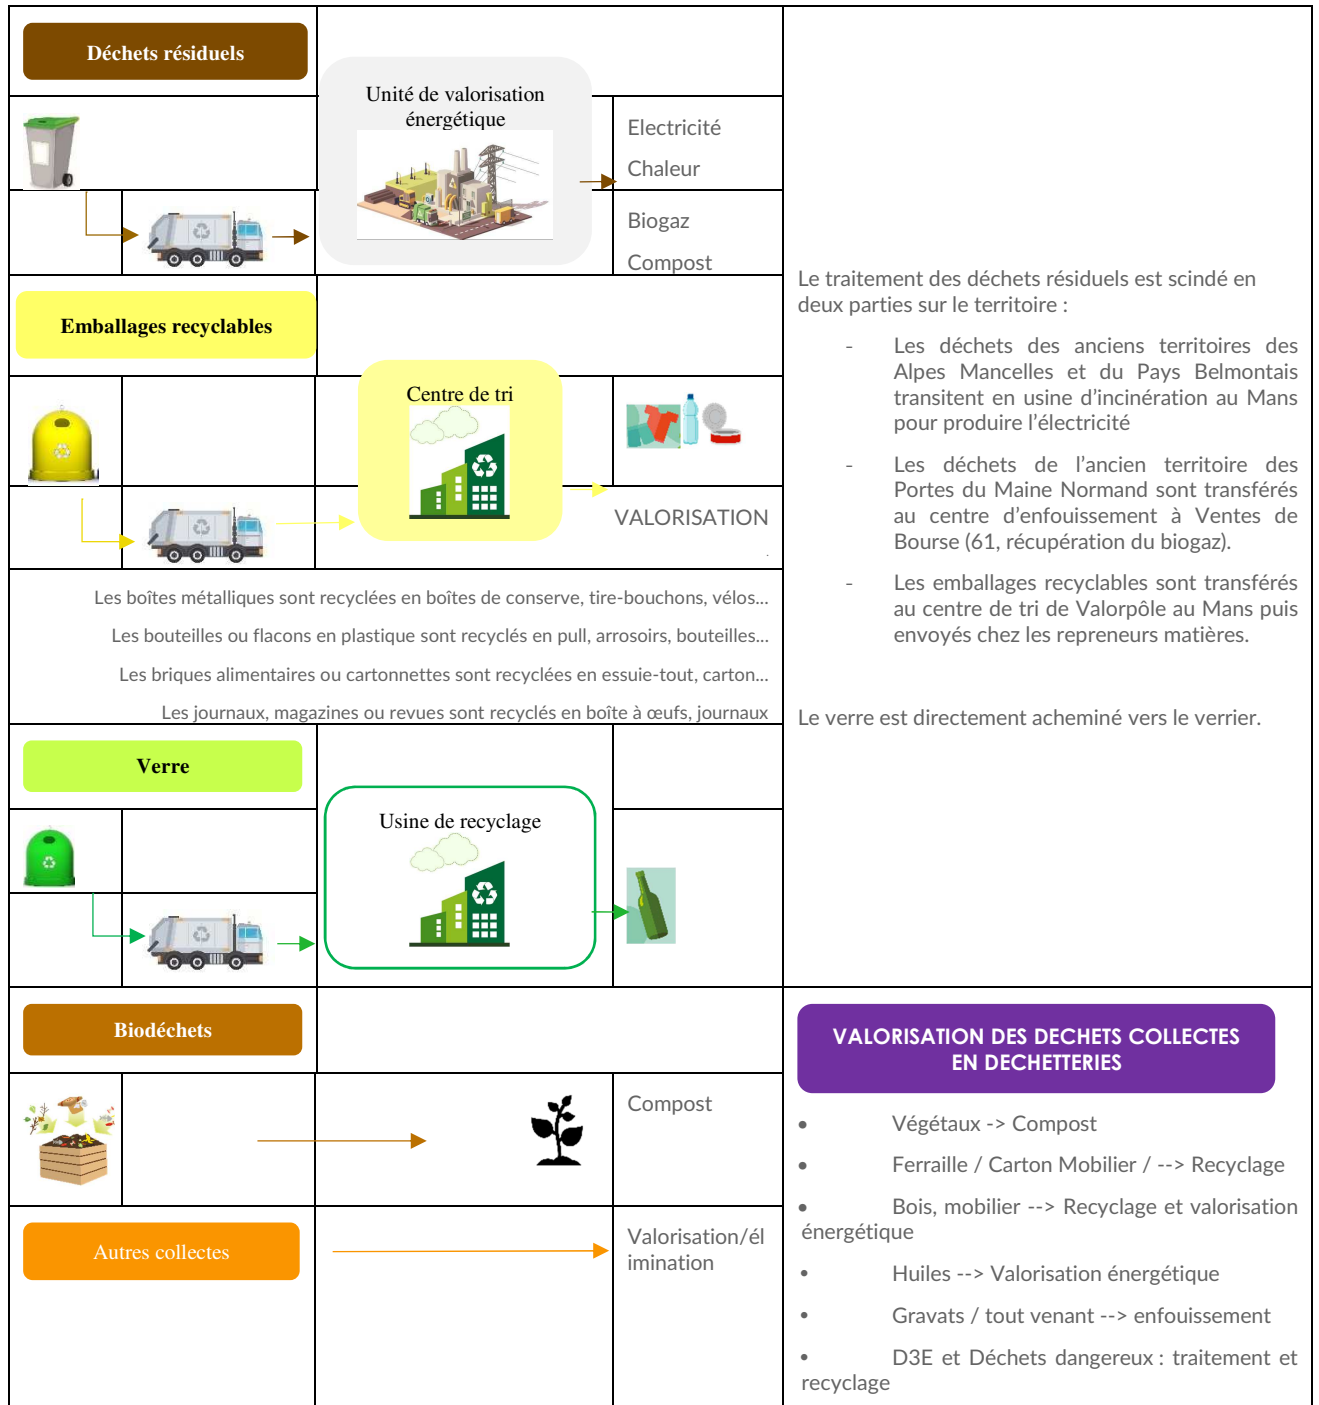 Déchets résiduels
Unité de valorisation
énergétique
Electricité
Chaleur
Biogaz
Compost
Emballages recyclables
Centre de tri
VALORISATION
.
Les boîtes métalliques sont recyclées en boîtes de conserve, tire-bouchons, vélos...
Les bouteilles ou flacons en plastique sont recyclés en pull, arrosoirs, bouteilles...
Les briques alimentaires ou cartonnettes sont recyclées en essuie-tout, carton...
Les journaux, magazines ou revues sont recyclés en boîte à œufs, journaux
Verre
Usine de recyclage
Le traitement des déchets résiduels est scindé en
deux parties sur le territoire :
- Les déchets des anciens territoires des
Alpes Mancelles et du Pays Belmontais
transitent en usine d’incinération au Mans
pour produire l’électricité
- Les déchets de l’ancien territoire des
Portes du Maine Normand sont transférés
au centre d’enfouissement à Ventes de
Bourse (61, récupération du biogaz).
- Les emballages recyclables sont transférés
au centre de tri de Valorpôle au Mans puis
envoyés chez les repreneurs matières.
Le verre est directement acheminé vers le verrier.
Biodéchets
Compost
Autres collectes
Valorisation/él
imination
VALORISATION DES DECHETS COLLECTES
EN DECHETTERIES
• Végétaux -> Compost
• Ferraille / Carton Mobilier / --> Recyclage
• Bois, mobilier --> Recyclage et valorisation
énergétique
• Huiles --> Valorisation énergétique
• Gravats / tout venant --> enfouissement
• D3E et Déchets dangereux : traitement et
recyclage